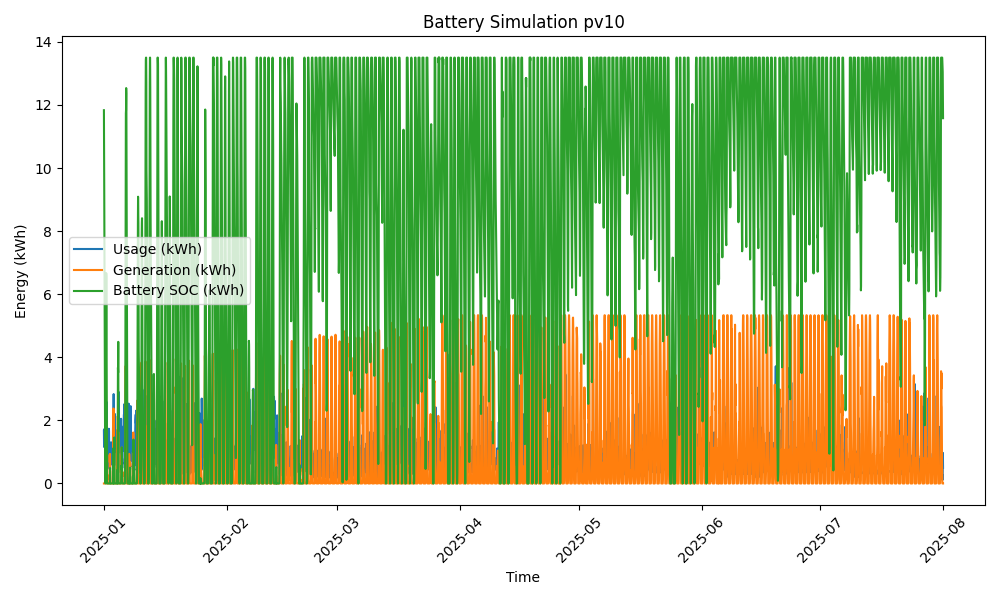 Battery Simulation pv10
Energy (kWh)
14
12
10
8
6
4
2
0
Usage (kWh)
Generation (kWh)
Battery SOC (kWh)
2025-01
2025-02
2025-03
2025-04
2025-05
2025-06
2025-07
2025-08
Time